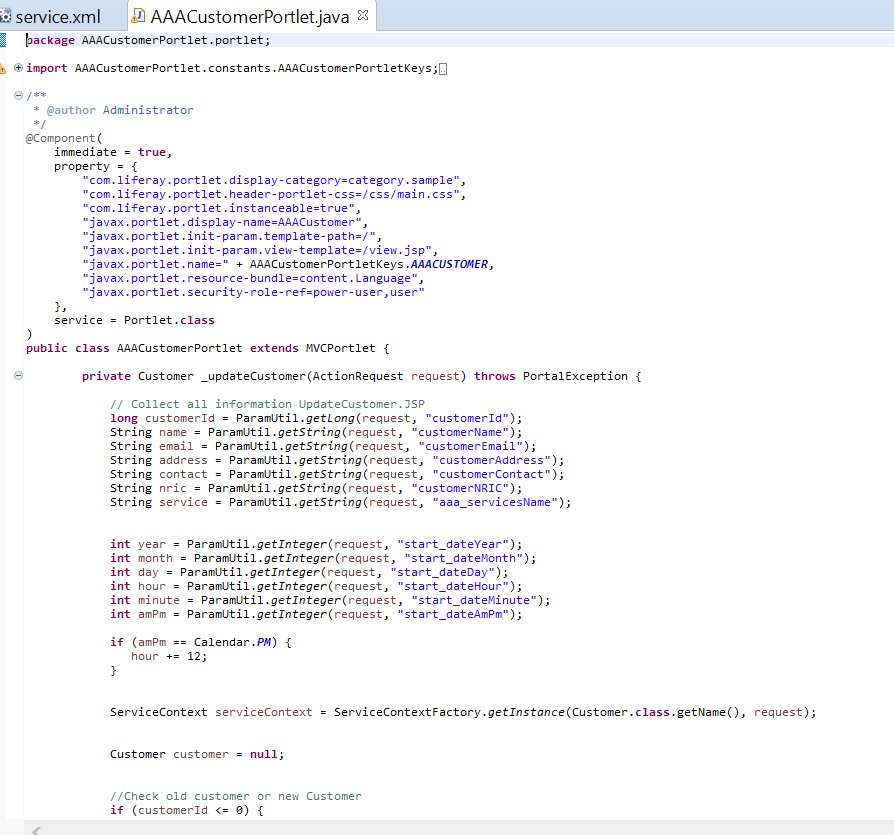 service.xml AAACustomerPortlet.java
package AAACustomerPortlet.portlet;
import AAACustomerPortlet.constants.AAACustomerPortletKeys;
/**
* @author Administrator
*/
@Component(
immediate = true,
property = {
"com.liferay.portlet.display-category=category.sample",
"com.liferay.portlet.header-portlet-css=/css/main.css",
"com.liferay.portlet.instanceable=true",
"javax.portlet.display-name=AAACustomer",
"javax.portlet.init-param.template-path=/",
"javax.portlet.init-param.view-template=/view.jsp",
"javax.portlet.name=" + AAACustomerPortletKeys.AAACUSTOMER,
"javax.portlet.resource-bundle=content.Language",
"javax.portlet.security-role-ref=power-user,user"
},
service = Portlet.class
)
public class AAACustomerPortlet extends MVCPortlet {
private Customer _updateCustomer(ActionRequest request) throws PortalException {
// Collect all information UpdateCustomer.JSP
long customerId = ParamUtil.getLong(request, "customerId");
String name = ParamUtil.getString(request, "customerName");
String email = ParamUtil.getString(request, "customerEmail");
String address = ParamUtil.getString(request, "customerAddress");
String contact = ParamUtil.getString(request, "customerContact");
String nric = ParamUtil.getString(request, "customerNRIC");
String service = ParamUtil.getString(request, "aaa_servicesName");
int year = ParamUtil.getInteger(request, "start_dateYear");
int month = ParamUtil.getInteger(request, "start_dateMonth");
int day = ParamUtil.getInteger(request, "start_dateDay");
int hour = ParamUtil.getInteger(request, "start_dateHour");
int minute = ParamUtil.getInteger(request, "start_dateMinute");
int amPm = ParamUtil.getInteger(request, "start_dateAmPm");
if (amPm == Calendar.PM) {
hour += 12;
}
ServiceContext serviceContext = ServiceContextFactory.getInstance(Customer.class.getName(), request);
Customer customer = null;
//Check old customer or new Customer
if (customerId <= 0) {